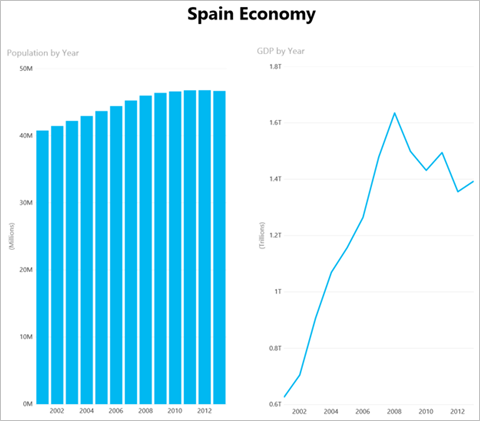 Spain Economy
Population by Year
50M
40M
30M
20M
10M
0M
(Millions)
2002 2004 2006 2008 2010 2012
GDP by Year
1.8T
1.6T
1.4T
1.2T
1T
0.8T
0.6T
(Trillions)
2002 2004 2006 2008 2010 2012